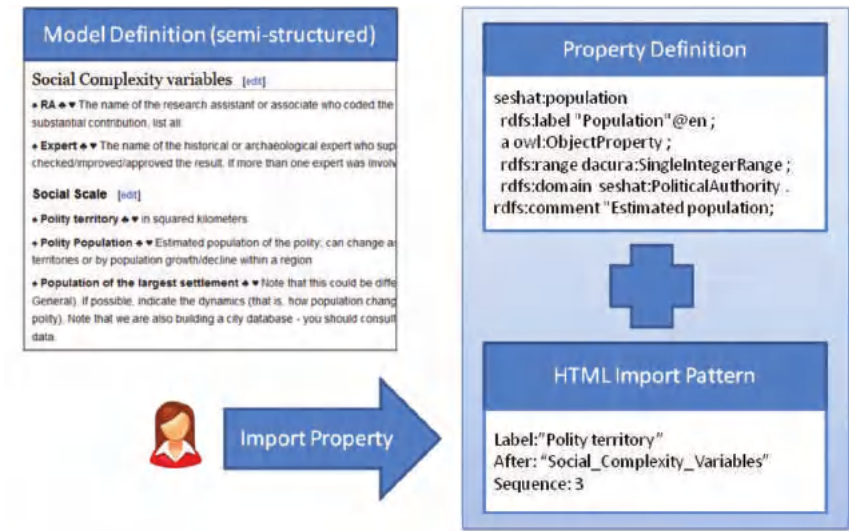 Model Definition (semi-structured)
Social Complexity variables [edit]
♠ RA ♣ ♥ The name of the research assistant or associate who coded the
substantial contribution, list all.
♠ Expert ♣ ♥ The name of the historical or archaeological expert who
checked/improved/approved the result. If more than one expert was
Social Scale [edit]
♠ Polity territory ♣ ♥ in squared kilometers
♠ Polity Population ♣ ♥ Estimated population of the polity; can change
territories or by population growth/decline within a region
♠ Population of the largest settlement ♣ ♥ Note that this could be
General). If possible, indicate the dynamics (that is, how population
polity). Note that we are also building a city database - you should
data.
Import Property
Property Definition
seshat:population
rdfs:label "Population"@en ;
a owl:ObjectProperty ;
rdfs:range dacura:SingleIntegerRange ;
rdfs:domain seshat:PoliticalAuthority .
rdfs:comment "Estimated population;
HTML Import Pattern
Label:"Polity territory"
After: "Social_Complexity_Variables"
Sequence: 3